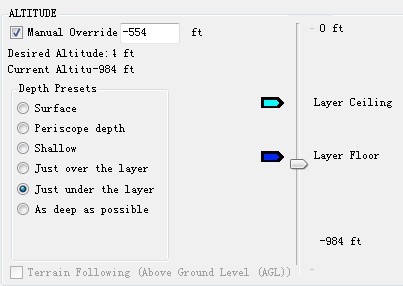 ALTITUDE
Manual Override -554 ft
Desired Altitude: ft
Current Altitu-984 ft
Depth Presets
Surface
Periscope depth
Shallow
Just over the layer
Just under the layer
As deep as possible
Terrain Following (Above Ground Level (AGL))
0 ft
Layer Ceiling
Layer Floor
-984 ft